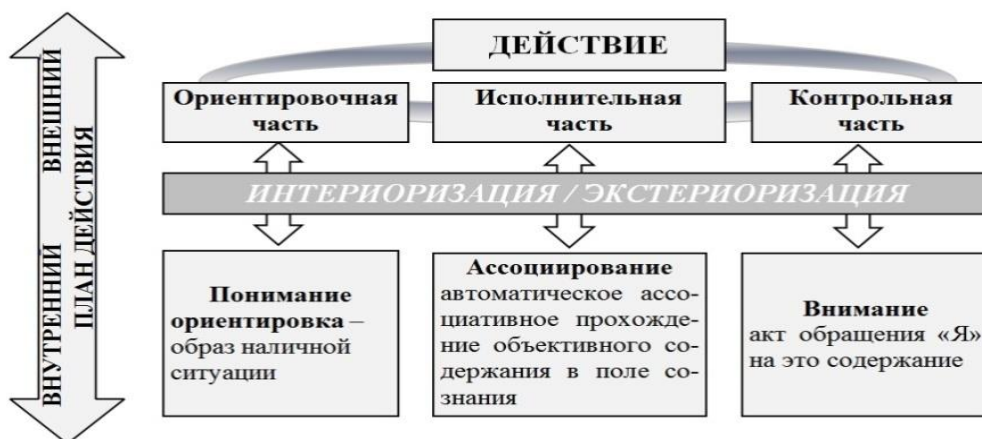 ДЕЙСТВИЕ
Ориентировочная
часть
Исполнительная
часть
Контрольная
часть
ИНТЕРИОРИЗАЦИЯ / ЭКСТЕРИОРИЗАЦИЯ
Понимание
ориентировка –
образ наличной
ситуации
Ассоциирование
автоматическое ассо-
циативное прохожде-
ние объективного со-
держания в поле со-
знания
Внимание
акт обращения «Я»
на это содержание
ВНУТРЕННИЙ ВНЕШНИЙ
ПЛАН ДЕЙСТВИЯ